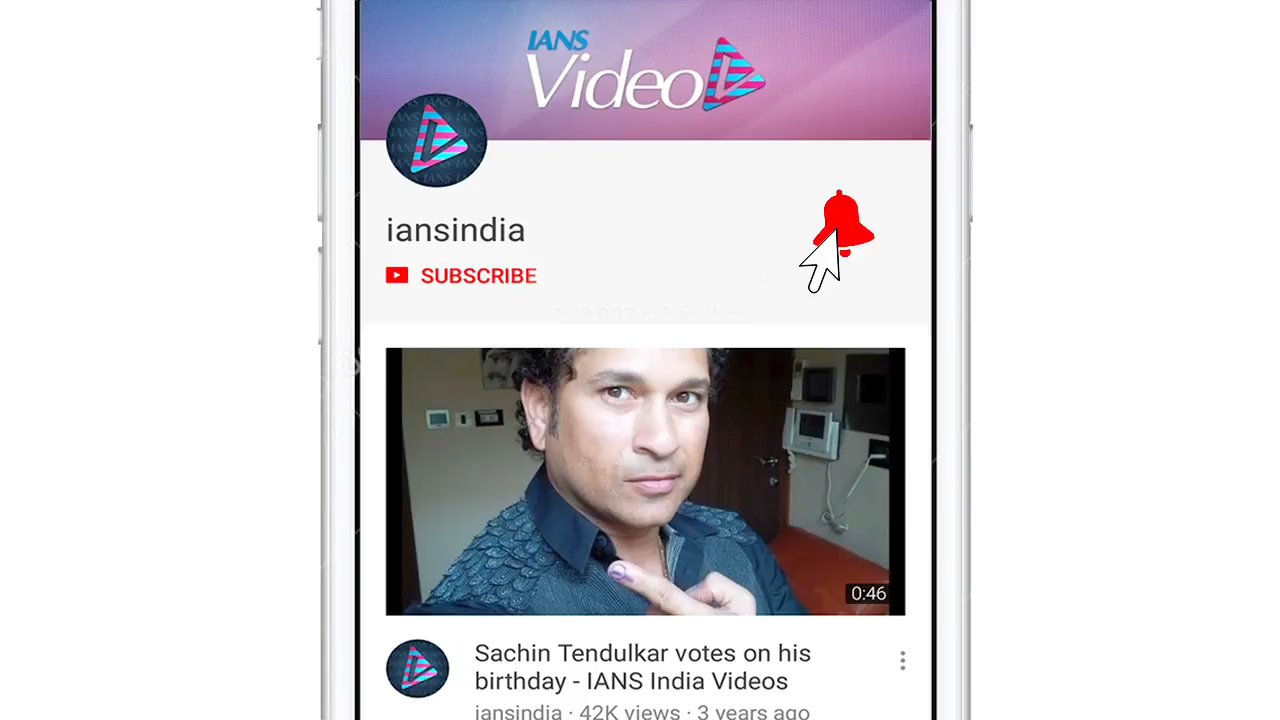 IANS
Video
iansindia
SUBSCRIBE
0:46
Sachin Tendulkar votes on his
birthday - IANS India Videos
iansindia · 42K views · 3 years ago